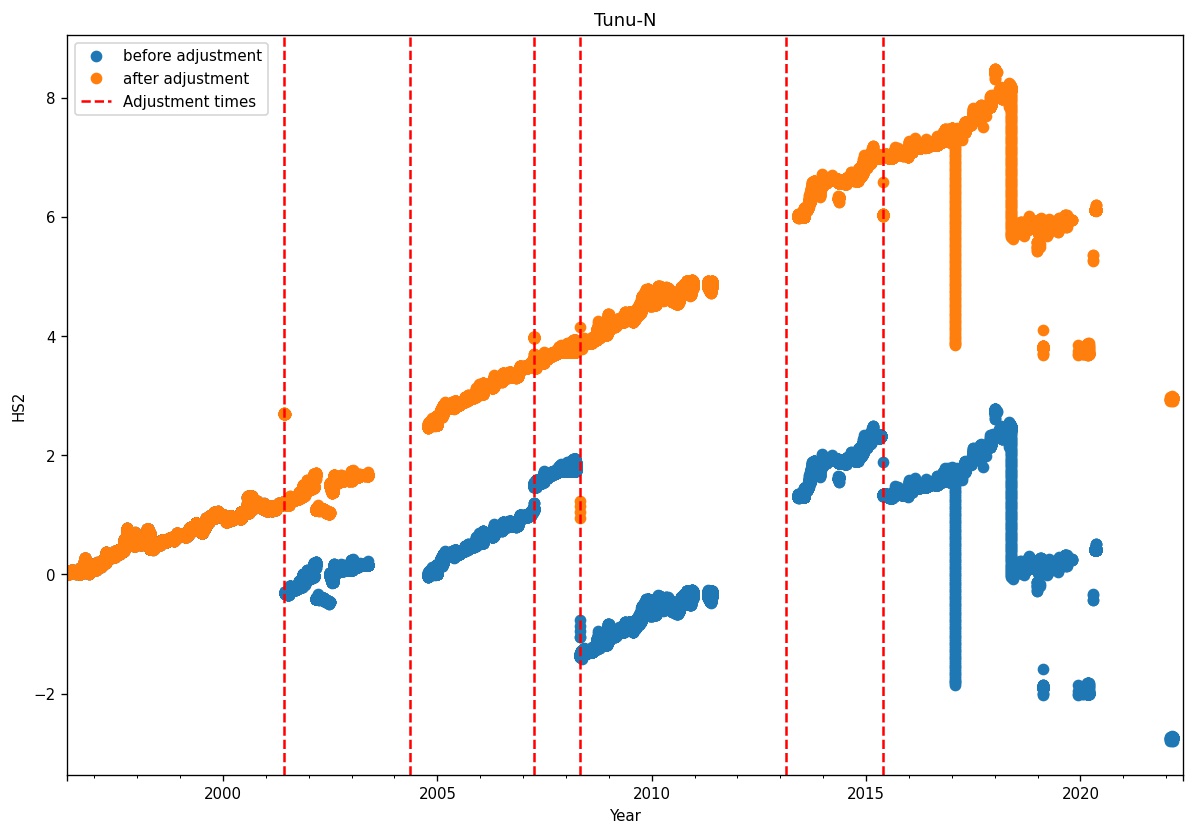 Tunu-N
before adjustment
after adjustment
Adjustment times
8
6
4
2
0
−2
HS2
2000
2005
2010
2015
2020
Year